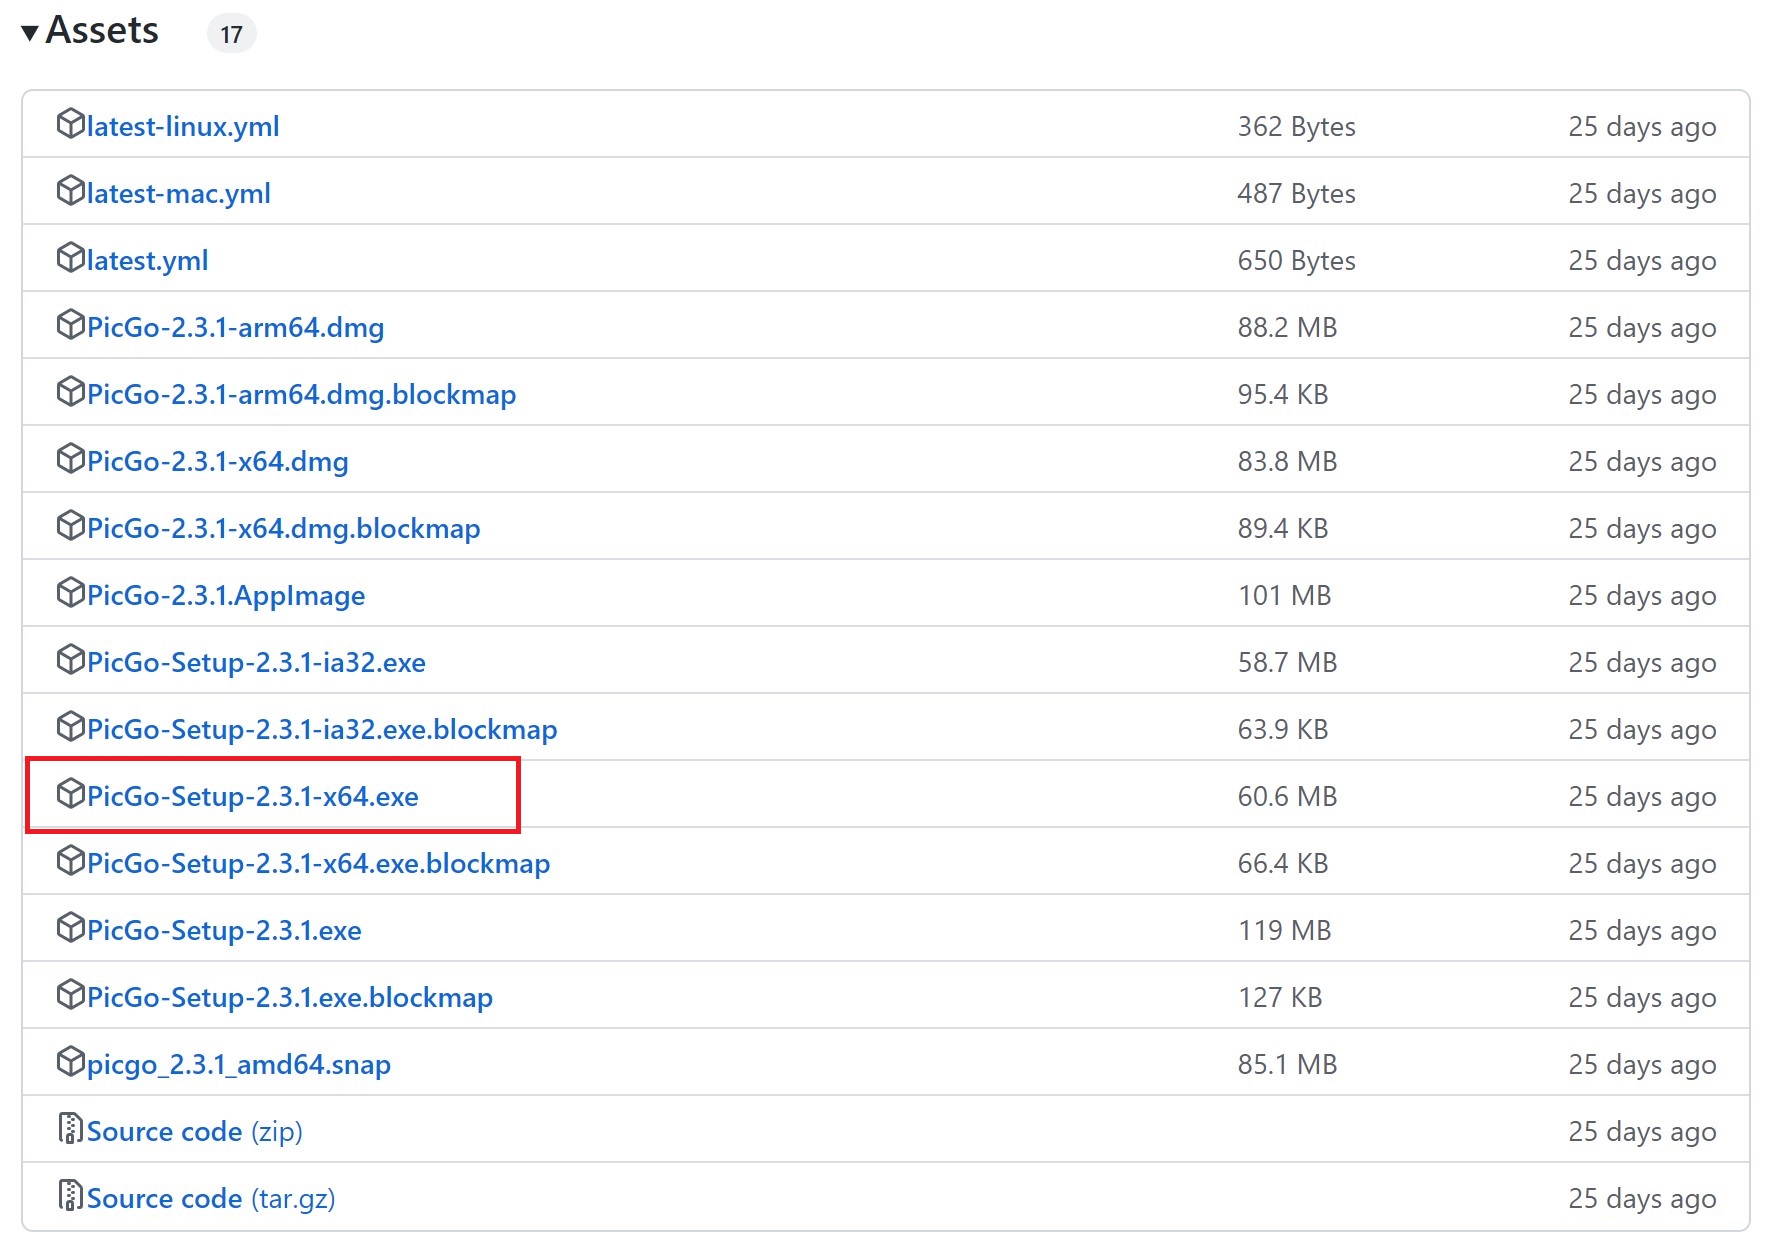 Assets 17
latest-linux.yml 362 Bytes 25 days ago
latest-mac.yml 487 Bytes 25 days ago
latest.yml 650 Bytes 25 days ago
PicGo-2.3.1-arm64.dmg 88.2 MB 25 days ago
PicGo-2.3.1-arm64.dmg.blockmap 95.4 KB 25 days ago
PicGo-2.3.1-x64.dmg 83.8 MB 25 days ago
PicGo-2.3.1-x64.dmg.blockmap 89.4 KB 25 days ago
PicGo-2.3.1.AppImage 101 MB 25 days ago
PicGo-Setup-2.3.1-ia32.exe 58.7 MB 25 days ago
PicGo-Setup-2.3.1-ia32.exe.blockmap 63.9 KB 25 days ago
PicGo-Setup-2.3.1-x64.exe 60.6 MB 25 days ago
PicGo-Setup-2.3.1-x64.exe.blockmap 66.4 KB 25 days ago
PicGo-Setup-2.3.1.exe 119 MB 25 days ago
PicGo-Setup-2.3.1.exe.blockmap 127 KB 25 days ago
picgo_2.3.1_amd64.snap 85.1 MB 25 days ago
Source code (zip) 25 days ago
Source code (tar.gz) 25 days ago